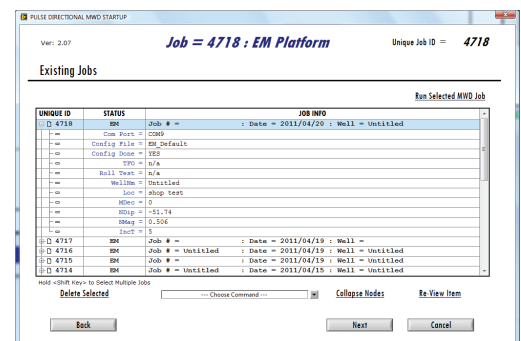 PULSE DIRECTIONAL MWD STARTUP
Ver: 2.07 Job = 4718 : EM Platform Unique Job ID = 4718
Existing Jobs
Run Selected MWD Job
UNIQUE ID STATUS JOB INFO
4718 EM Job # = : Date = 2011/04/20 : Well = Untitled
Com Port = COM9
Config File = EM_Default
Config Done = YES
TFO = n/a
Roll Test = n/a
WellNm = Untitled
Loc = shop test
MDec = 0
NDip = -51.74
NMag = 0.506
IncT = 5
4717 EM Job # = : Date = 2011/04/19 : Well =
4716 EM Job # = Untitled : Date = 2011/04/19 : Well = Untitled
4715 EM Job # = : Date = 2011/04/19 : Well = Untitled
4714 EM Job # = Untitled : Date = 2011/04/15 : Well = Untitled
Hold <Shift Key> to Select Multiple Jobs
Delete Selected --- Choose Command --- Collapse Nodes Re-View Item
Back Next Cancel